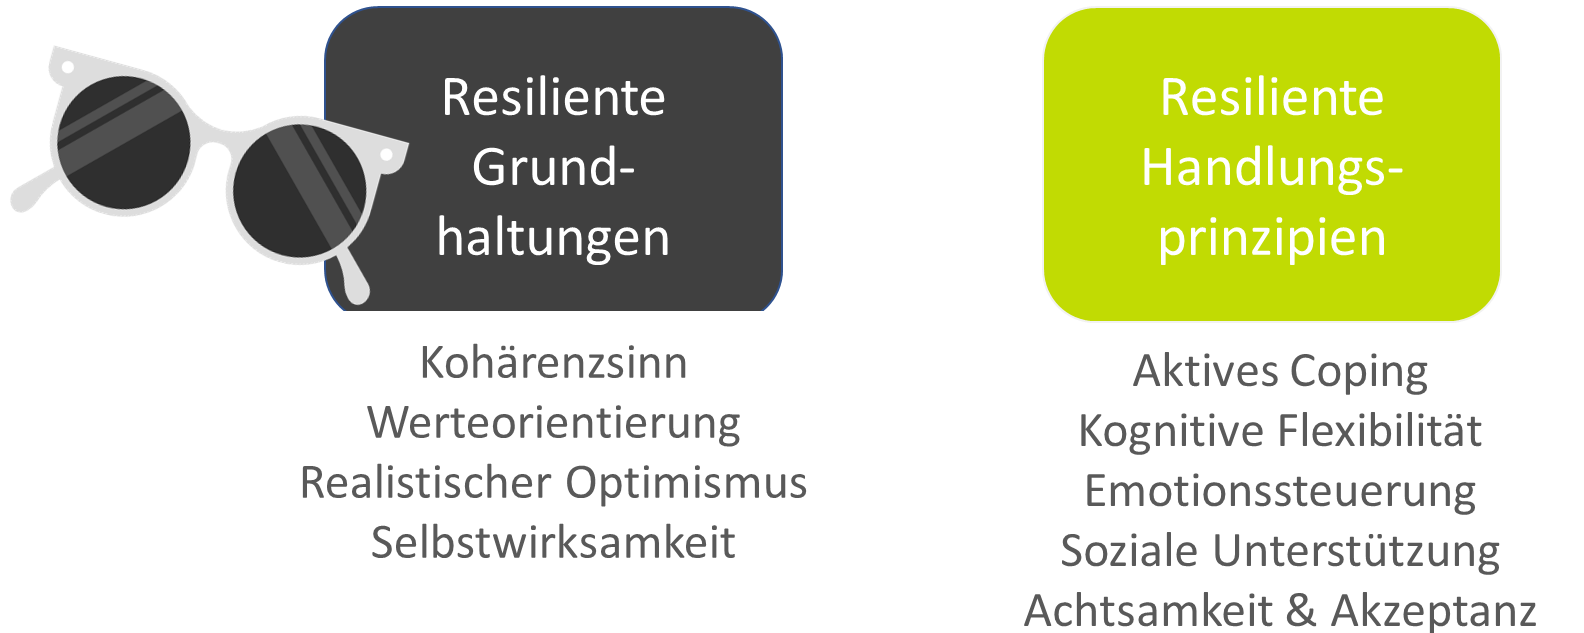 Resiliente
Grund-
haltungen
Kohärenzsinn
Werteorientierung
Realistischer Optimismus
Selbstwirksamkeit
Resiliente
Handlungs-
prinzipien
Aktives Coping
Kognitive Flexibilität
Emotionssteuerung
Soziale Unterstützung
Achtsamkeit & Akzeptanz